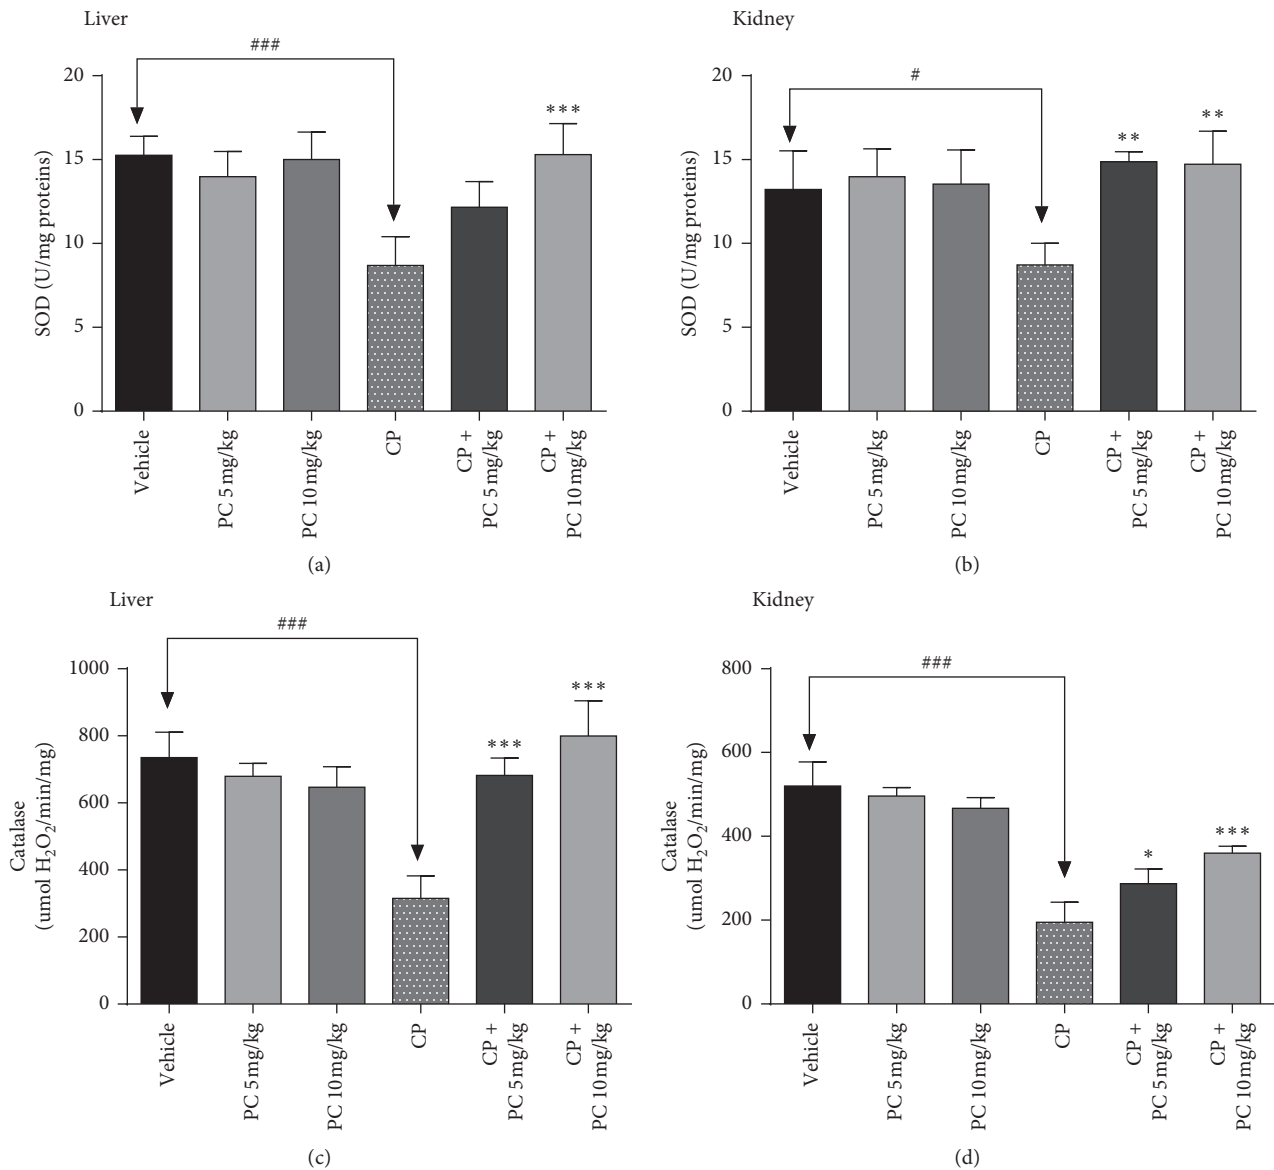 Liver
###
20
15
10
5
0
SOD (U/mg proteins)
***
Vehicle
PC 5 mg/kg
PC 10 mg/kg
CP
CP +
PC 5 mg/kg
CP +
PC 10 mg/kg
(a)
Kidney
#
20
15
10
5
0
SOD (U/mg proteins)
**
**
Vehicle
PC 5 mg/kg
PC 10 mg/kg
CP
CP +
PC 5 mg/kg
CP +
PC 10 mg/kg
(b)
Liver
###
1000
800
600
400
200
0
Catalase
(umol H₂O₂/min/mg)
***
***
Vehicle
PC 5 mg/kg
PC 10 mg/kg
CP
CP +
PC 5 mg/kg
CP +
PC 10 mg/kg
(c)
Kidney
###
800
600
400
200
0
Catalase
(umol H₂O₂/min/mg)
*
***
Vehicle
PC 5 mg/kg
PC 10 mg/kg
CP
CP +
PC 5 mg/kg
CP +
PC 10 mg/kg
(d)